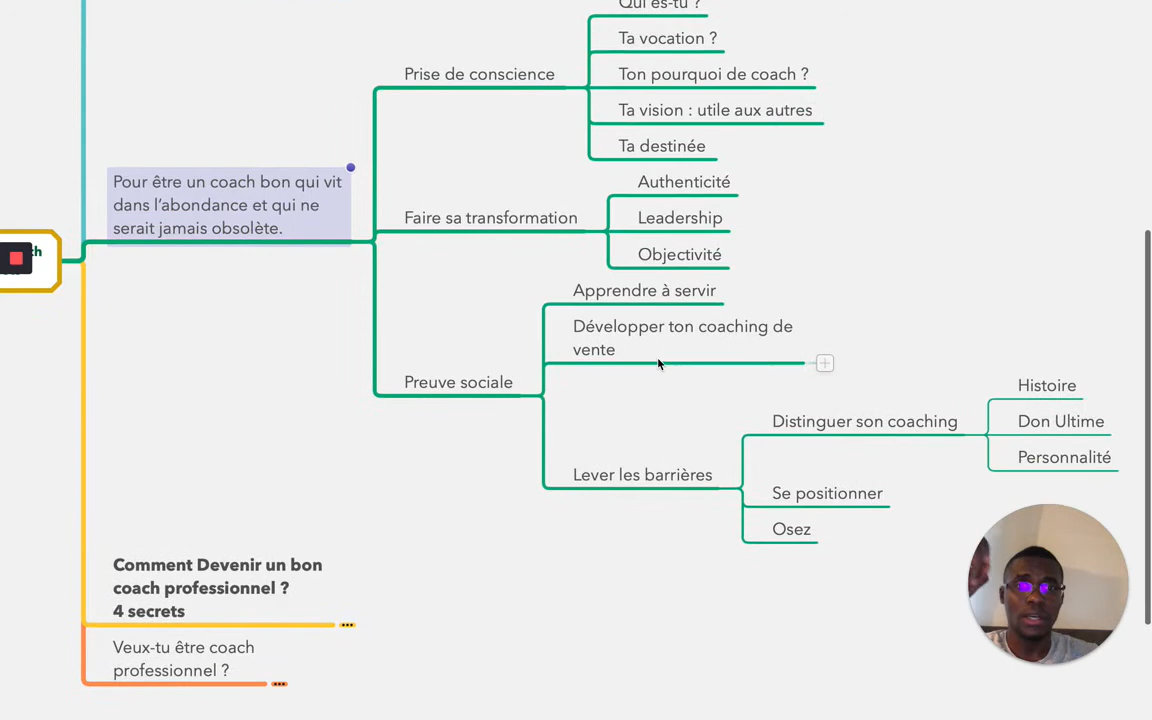 Qui es-tu ?
Ta vocation ?
Ton pourquoi de coach ?
Ta vision : utile aux autres
Ta destinée
Prise de conscience
Pour être un coach bon qui vit
dans l’abondance et qui ne
serait jamais obsolète.
Authenticité
Leadership
Objectivité
Faire sa transformation
Apprendre à servir
Développer ton coaching de
vente
Preuve sociale
Histoire
Don Ultime
Personnalité
Distinguer son coaching
Lever les barrières
Se positionner
Osez
Comment Devenir un bon
coach professionnel ?
4 secrets
Veux-tu être coach
professionnel ?